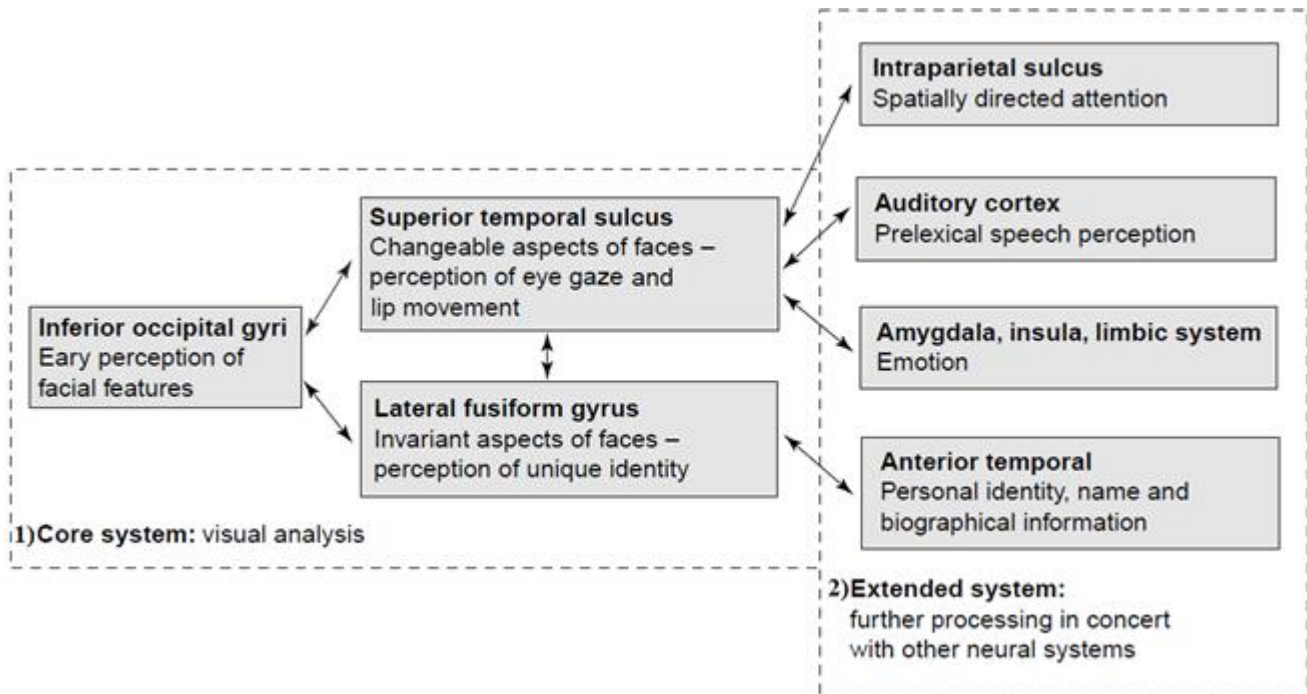 Intraparietal sulcus
Spatially directed attention
Superior temporal sulcus
Changeable aspects of faces –
perception of eye gaze and
lip movement
Auditory cortex
Prelexical speech perception
Inferior occipital gyri
Eary perception of
facial features
Amygdala, insula, limbic system
Emotion
Lateral fusiform gyrus
Invariant aspects of faces –
perception of unique identity
Anterior temporal
Personal identity, name and
biographical information
1)Core system: visual analysis
2)Extended system:
further processing in concert
with other neural systems